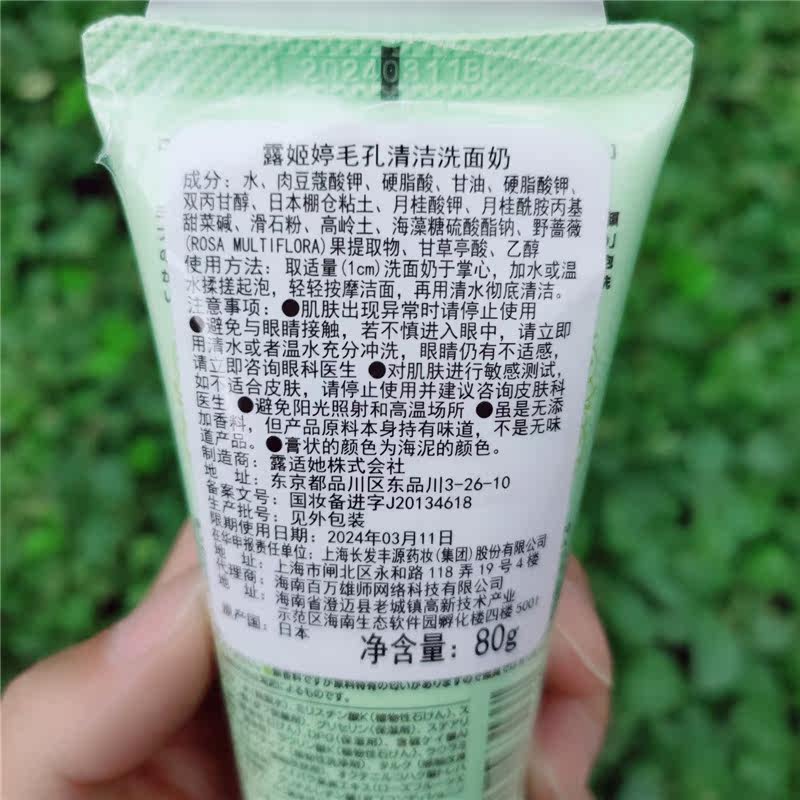 20240311B
露姬婷毛孔清洁洗面奶
成分：水、肉豆蔻酸钾、硬脂酸、甘油、硬脂酸钾、
双丙甘醇、日本棚仓粘土、月桂酸钾、月桂酰胺丙基
甜菜碱、滑石粉、高岭土、海藻糖硫酸酯钠、野蔷薇
(ROSA MULTIFLORA)果提取物、甘草亭酸、乙醇
使用方法：取适量(1cm)洗面奶于掌心，加水或温
水揉搓起泡，轻轻按摩洁面，再用清水彻底清洁。
注意事项：●肌肤出现异常时请停止使用
●避免与眼睛接触，若不慎进入眼中，请立即
用清水或者温水充分冲洗，眼睛仍有不适感，
请立即咨询眼科医生 ●对肌肤进行敏感测试，
如不适合皮肤，请停止使用并建议咨询皮肤科
医生 ●避免阳光照射和高温场所 ●虽是无添
加香料，但产品原料本身持有味道，不是无味
道产品。●膏状的颜色为海泥的颜色。
制造商：露适她株式会社
地 址：东京都品川区东品川3-26-10
备案文号：国妆备进字J20134618
生产批号：见外包装
限期使用日期：2024年03月11日
在华申报责任单位：上海长发丰源药妆(集团)股份有限公司
地 址：上海市闸北区永和路118弄19号4楼
代理商：海南百万雄师网络科技有限公司
地 址：海南省澄迈县老城镇高新技术产业
示范区海南生态软件园孵化楼四楼5001
原产国：日本
净含量：80g